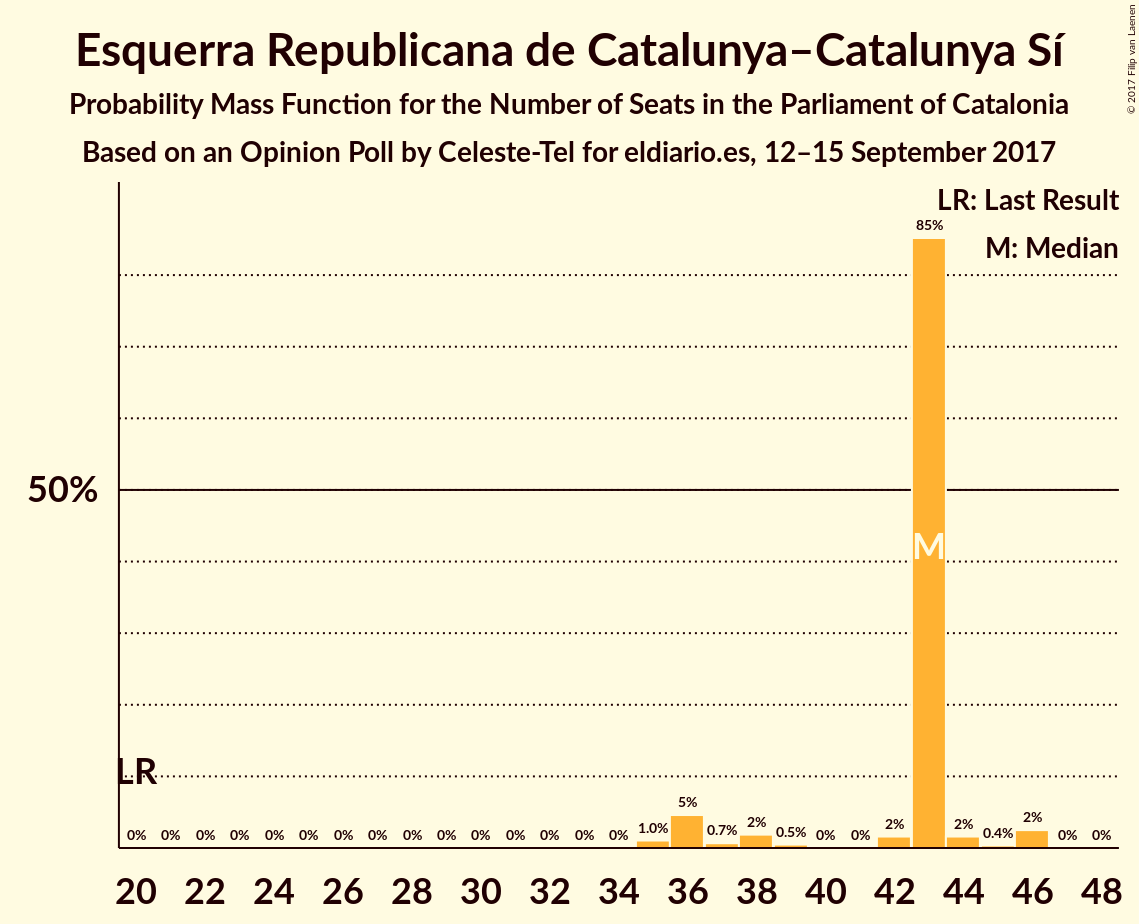 Esquerra Republicana de Catalunya–Catalunya Sí
Probability Mass Function for the Number of Seats in the Parliament of Catalonia
Based on an Opinion Poll by Celeste-Tel for eldiario.es, 12–15 September 2017
© 2017 Filip van Laenen
LR: Last Result
M: Median
85%
50%
M
LR
0% 0% 0% 0% 0% 0% 0% 0% 0% 0% 0% 0% 0% 0% 0% 1.0% 5% 0.7% 2% 0.5% 0% 0% 2% 2% 0.4% 2% 0% 0%
20 22 24 26 28 30 32 34 36 38 40 42 44 46 48